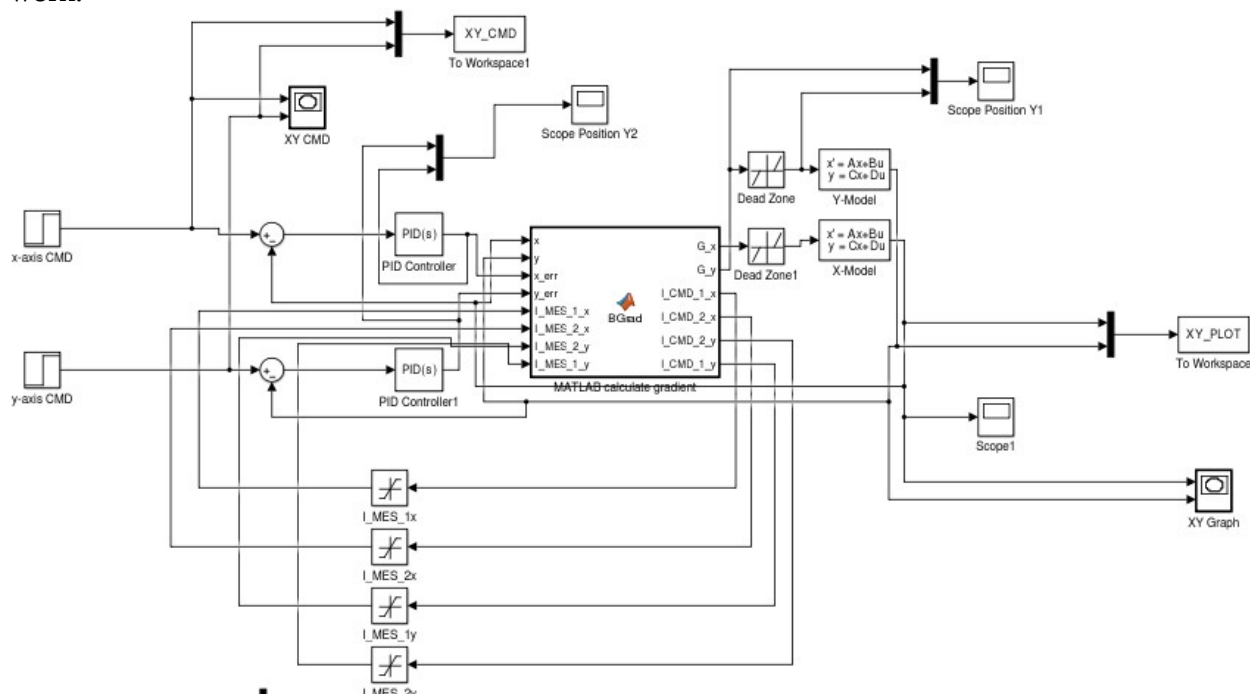 XY_CMD
To Workspace1
XY CMD
Scope Position Y2
Scope Position Y1
x' = Ax+Bu
y = Cx+Du
Dead Zone
Y-Model
x-axis CMD
PID(s)
PID Controller
x' = Ax+Bu
y = Cx+Du
Dead Zone1
X-Model
x
y
x_err
y_err
I_MES_1_x
I_MES_2_x
I_MES_2_y
I_MES_1_y
G_x
G_y
I_CMD_1_x
I_CMD_2_x
I_CMD_2_y
I_CMD_1_y
MATLAB calculate gradient
XY_PLOT
To Workspace
y-axis CMD
PID(s)
PID Controller1
Scope1
XY Graph
I_MES_1x
I_MES_2x
I_MES_1y
I_MES_2y